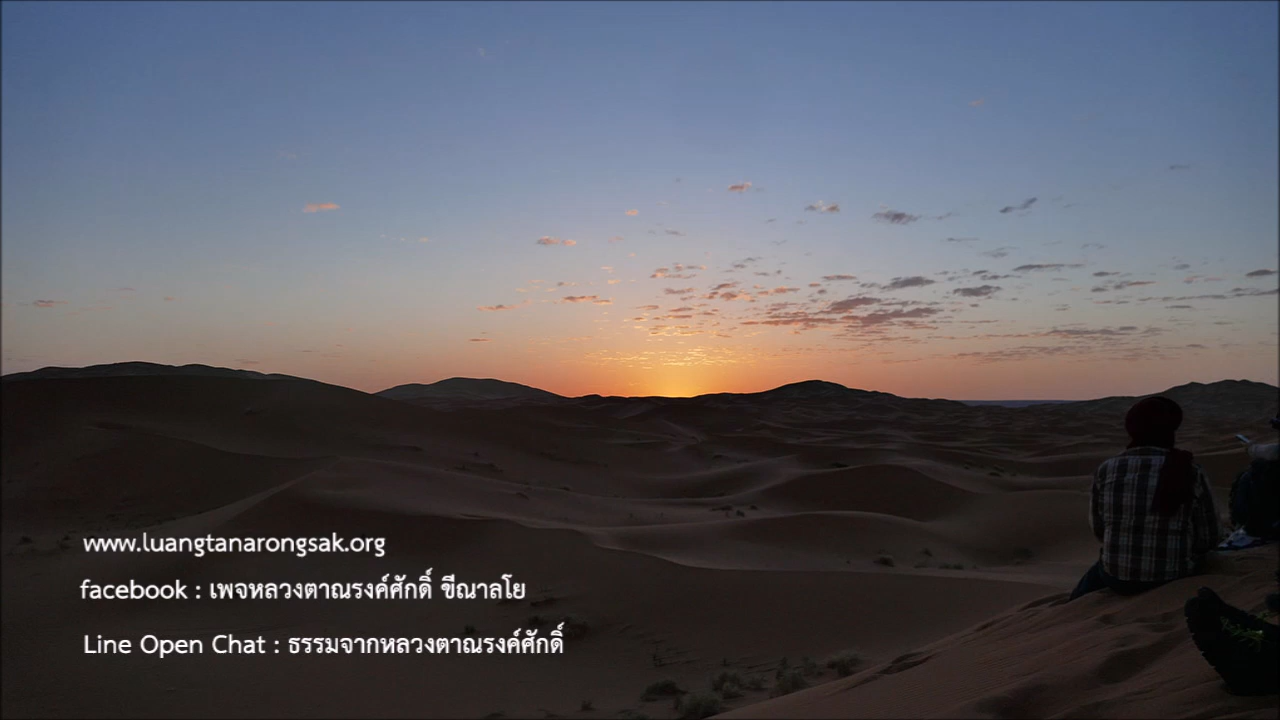 www.luangtanarongsak.org
facebook : เพจหลวงตาณรงค์ศักดิ์ ขีณาลโย
Line Open Chat : ธรรมจากหลวงตาณรงค์ศักดิ์